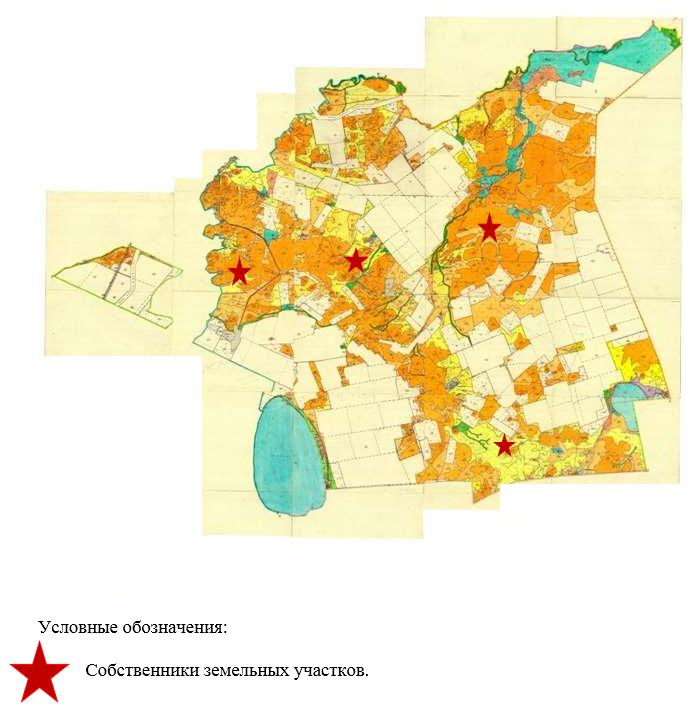 Условные обозначения:
Собственники земельных участков.